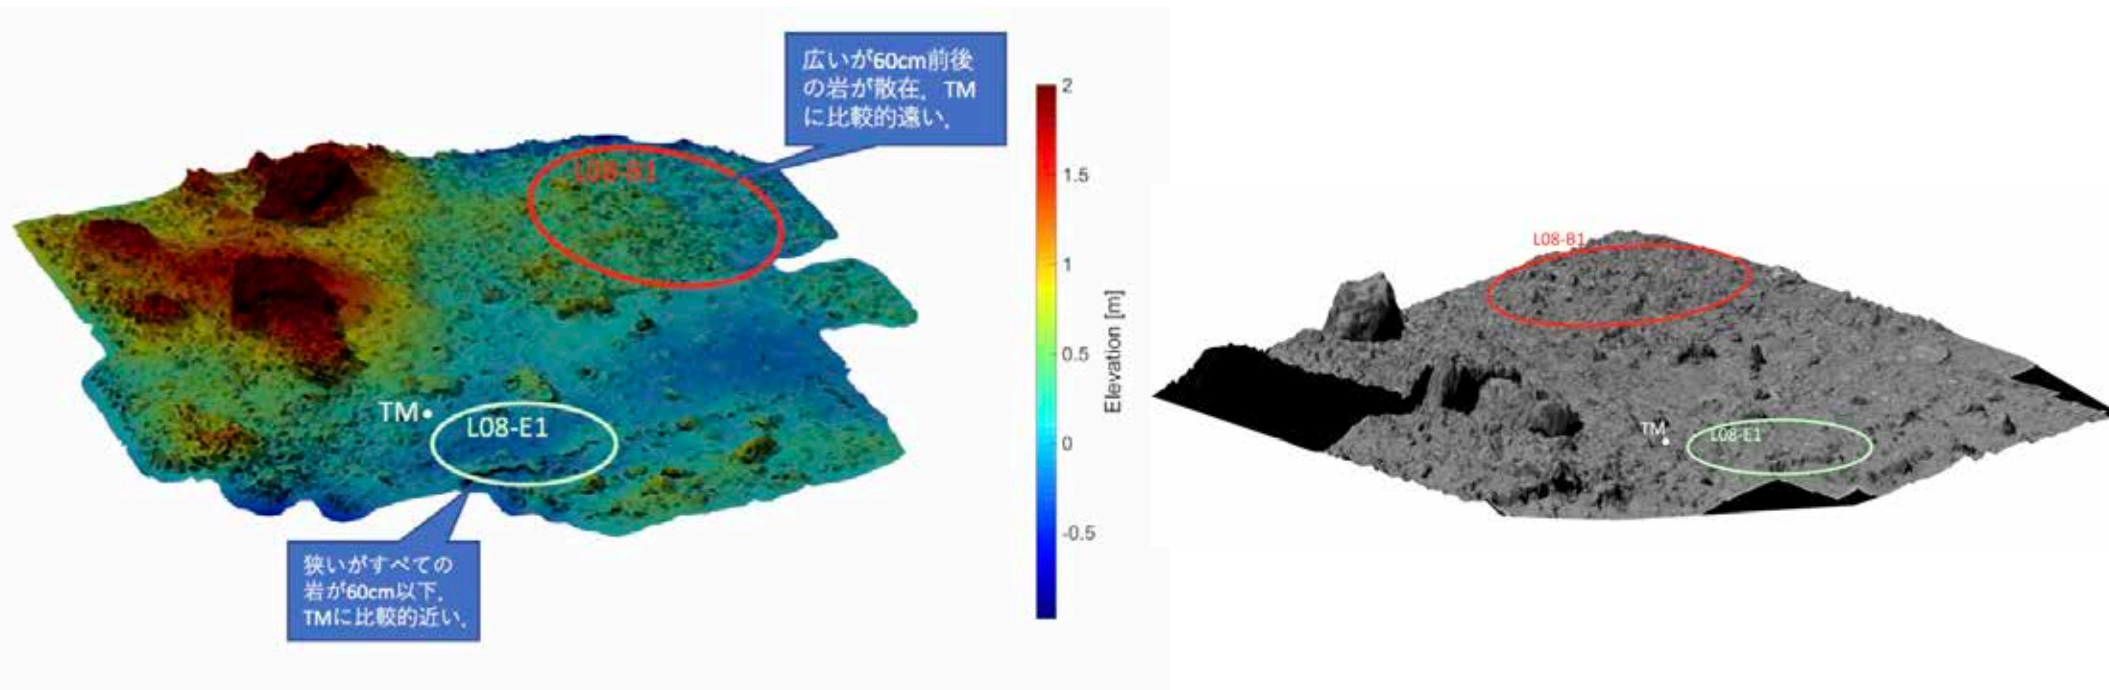 広いが60cm前後
の岩が散在．TM
に比較的遠い．
L08-B1
TM
L08-E1
狭いがすべての
岩が60cm以下．
TMに比較的近い．
2
1.5
1
0.5
0
-0.5
Elevation [m]
L08-B1
TM
L08-E1